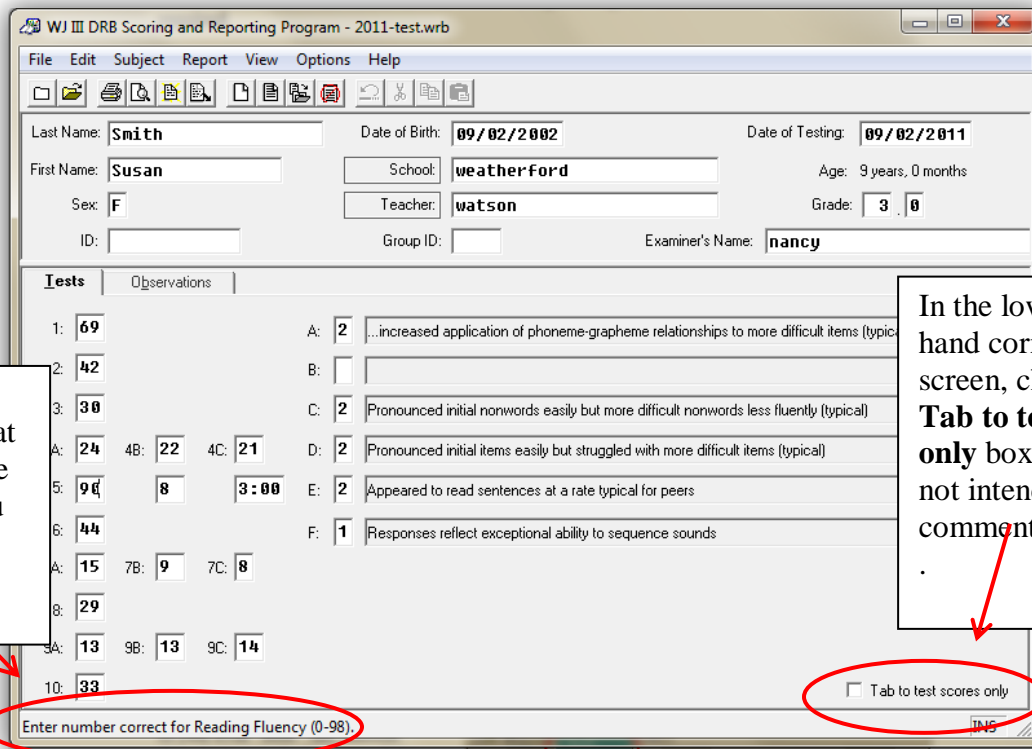 WJ III DRB Scoring and Reporting Program - 2011-test.wrb
File Edit Subject Report View Options Help
Last Name: Smith Date of Birth: 09/02/2002 Date of Testing: 09/02/2011
First Name: Susan School: weatherford Age: 9 years, 0 months
Sex: F Teacher: watson Grade: 3 . 0
ID: Group ID: Examiner's Name: nancy
Tests Observations
1: 69 A: 2 ...increased application of phoneme-grapheme relationships to more difficult items
2: 42 B:
3: 30 C: 2 Pronounced initial nonwords easily but more difficult nonwords less fluently (typical)
A: 24 4B: 22 4C: 21 D: 2 Pronounced initial items easily but struggled with more difficult items (typical)
5: 90 8 3:00 E: 2 Appeared to read sentences at a rate typical for peers
6: 44 F: 1 Responses reflect exceptional ability to sequence sounds
A: 15 7B: 9 7C: 8
8: 29
9A: 13 9B: 13 9C: 14
10: 33 Tab to test scores only
Enter number correct for Reading Fluency (0-98). INS
In the
hand
screen,
Tab to
only box
not
.